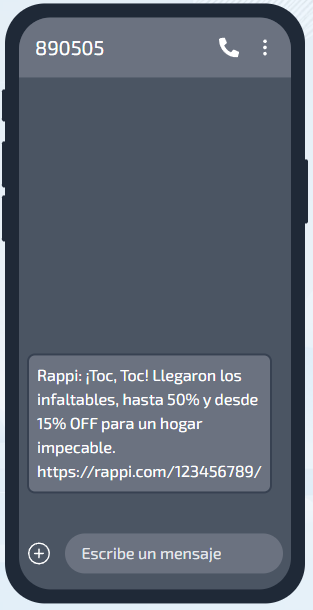 890505
Rappi: ¡Toc, Toc! Llegaron los
infaltables, hasta 50% y desde
15% OFF para un hogar
impecable.
https://rappi.com/123456789/
Escribe un mensaje